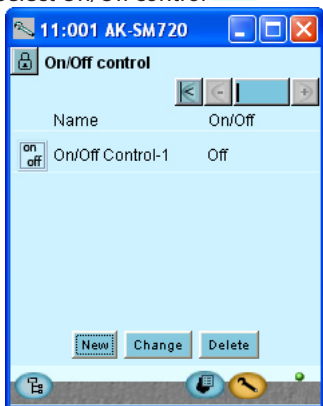 11:001 AK-SM720
On/Off control
Name On/Off
on
off On/Off Control-1 Off
New Change Delete